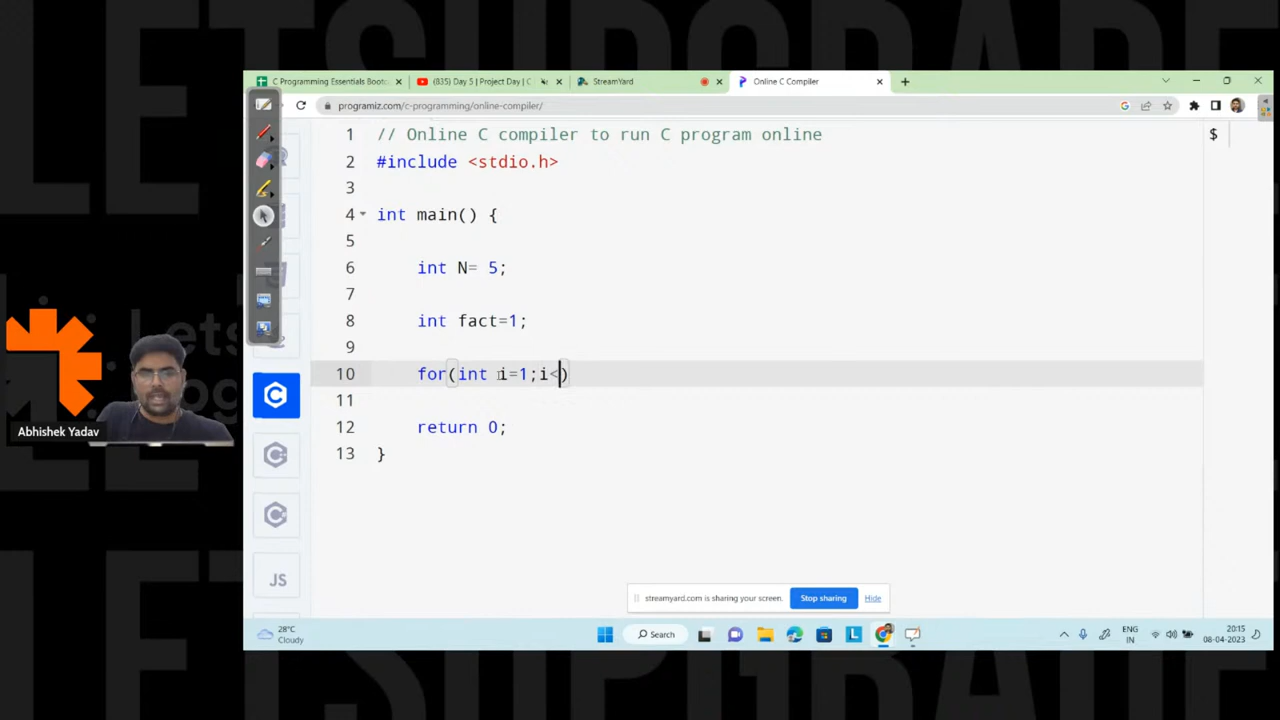 LETSUPGRADE
C Programming Essentials Bootc
(835) Day 5 | Project Day | C
StreamYard
Online C Compiler
programiz.com/c-programming/online-compiler/
1 // Online C compiler to run C program online
$
2 #include <stdio.h>
3
4 int main() {
5
6 int N= 5;
7
8 int fact=1;
9
10 for(int i=1;i<)
11
12 return 0;
13 }
Abhishek Yadav
JS
streamyard.com is sharing your screen.
Stop sharing
Hide
28°C
Cloudy
Search
ENG
IN
20:15
08-04-2023
LETSUPGRADE